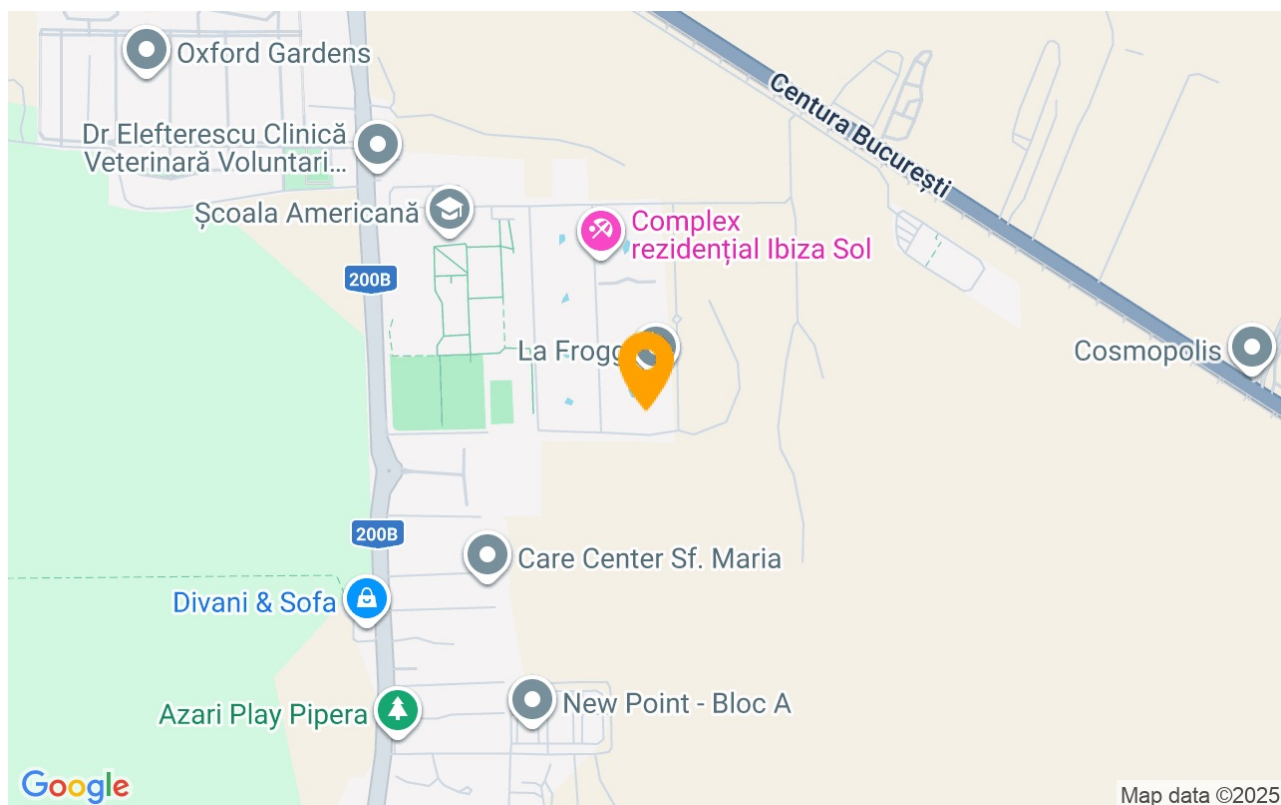 Oxford Gardens
Dr Elefterescu Clinică
Veterinară Voluntari...
Școala Americană
Complex
rezidențial Ibiza Sol
Centura București
200B
La Frogg
Cosmopolis
200B
Care Center Sf. Maria
Divani & Sofa
Azari Play Pipera
New Point - Bloc A
Google
Map data ©2025